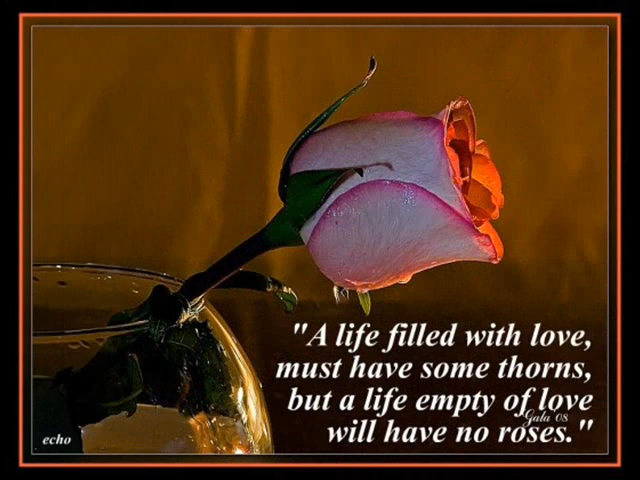 "A life filled with love,
must have some thorns,
but a life empty of love
will have no roses."
Gala 08
echo